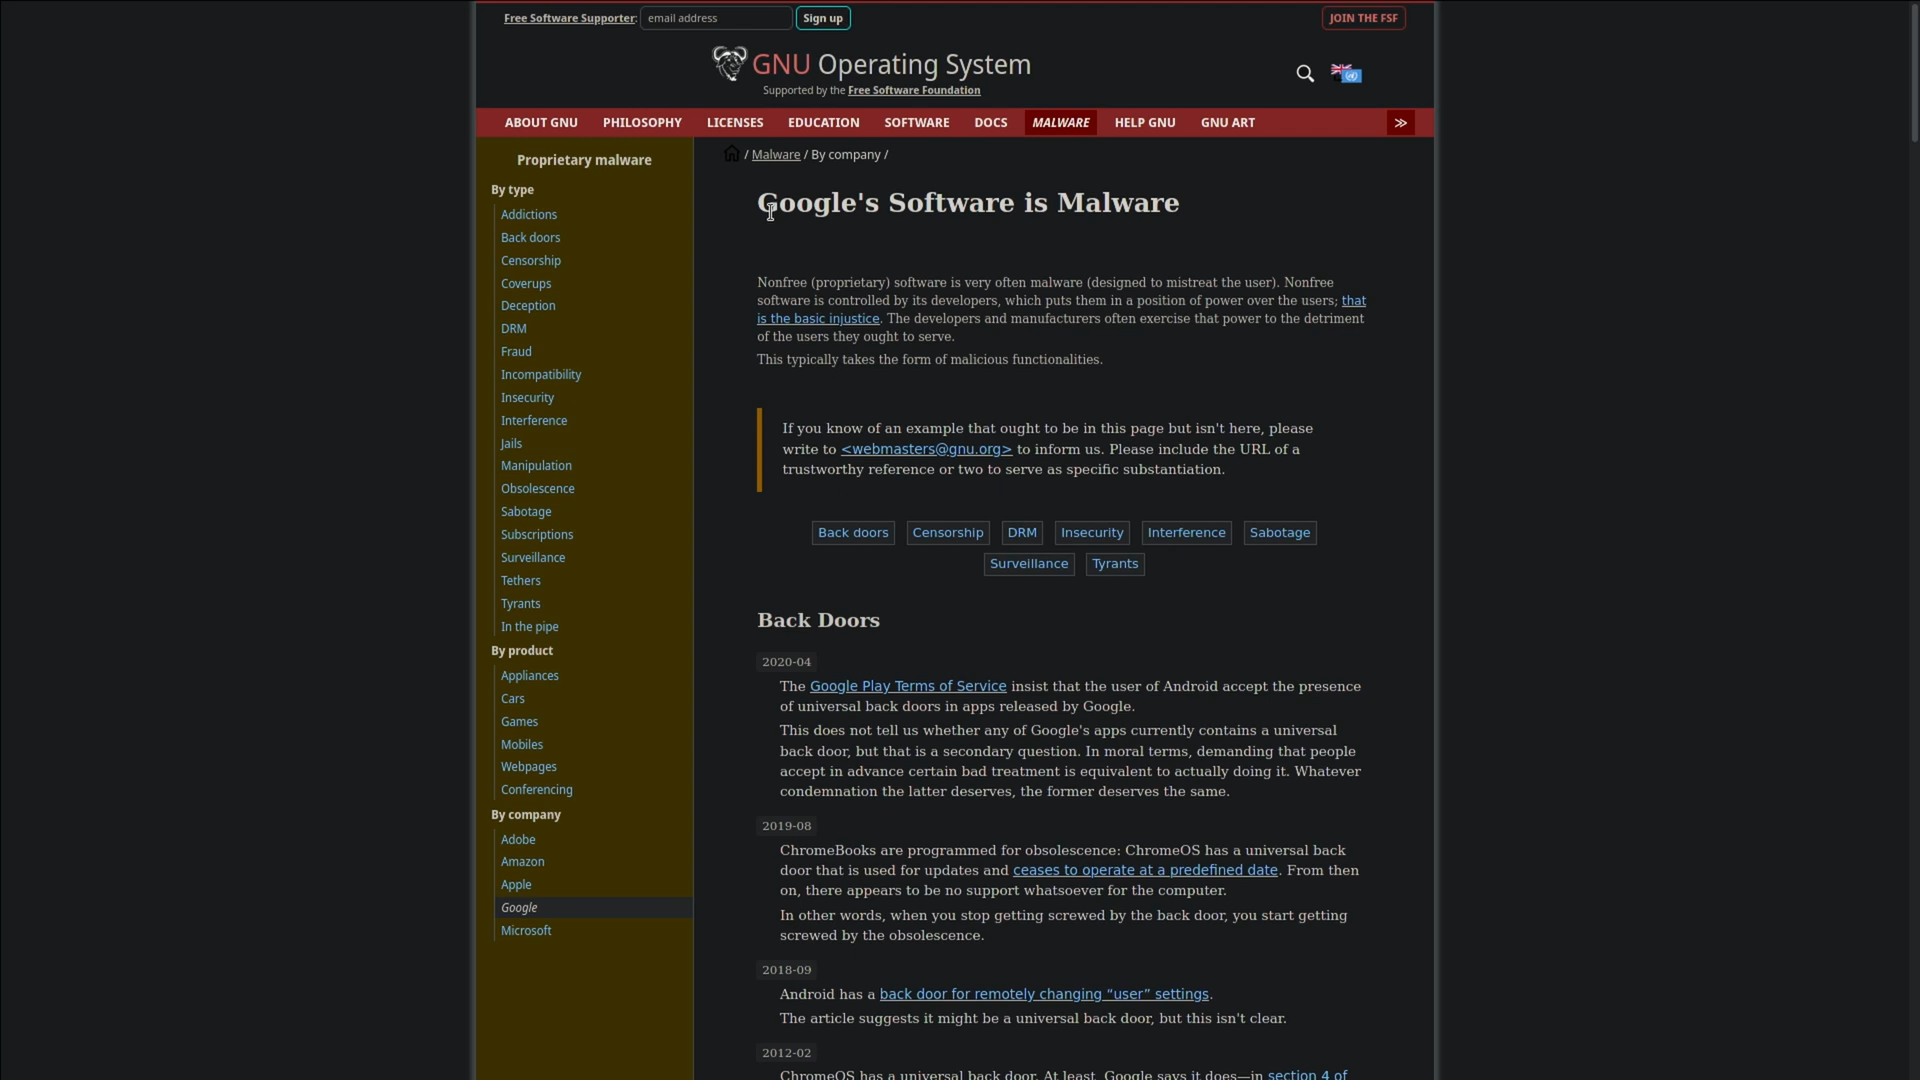 Free Software Supporter: email address Sign up JOIN THE FSF
GNU Operating System
Supported by the Free Software Foundation
ABOUT GNU PHILOSOPHY LICENSES EDUCATION SOFTWARE DOCS MALWARE HELP GNU GNU ART ≫
Proprietary malware
By type
Addictions
Back doors
Censorship
Coverups
Deception
DRM
Fraud
Incompatibility
Insecurity
Interference
Jails
Manipulation
Obsolescence
Sabotage
Subscriptions
Surveillance
Tethers
Tyrants
In the pipe
By product
Appliances
Cars
Games
Mobiles
Webpages
Conferencing
By company
Adobe
Amazon
Apple
Google
Microsoft
/ Malware / By company /
Google's Software is Malware
Nonfree (proprietary) software is very often malware (designed to mistreat the user). Nonfree
software is controlled by its developers, which puts them in a position of power over the users; that
is the basic injustice. The developers and manufacturers often exercise that power to the detriment
of the users they ought to serve.
This typically takes the form of malicious functionalities.
If you know of an example that ought to be in this page but isn't here, please
write to <webmasters@gnu.org> to inform us. Please include the URL of a
trustworthy reference or two to serve as specific substantiation.
Back doors Censorship DRM Insecurity Interference Sabotage
Surveillance Tyrants
Back Doors
2020-04
The Google Play Terms of Service insist that the user of Android accept the presence
of universal back doors in apps released by Google.
This does not tell us whether any of Google's apps currently contains a universal
back door, but that is a secondary question. In moral terms, demanding that people
accept in advance certain bad treatment is equivalent to actually doing it. Whatever
condemnation the latter deserves, the former deserves the same.
2019-08
ChromeBooks are programmed for obsolescence: ChromeOS has a universal back
door that is used for updates and ceases to operate at a predefined date. From then
on, there appears to be no support whatsoever for the computer.
In other words, when you stop getting screwed by the back door, you start getting
screwed by the obsolescence.
2018-09
Android has a back door for remotely changing “user” settings.
The article suggests it might be a universal back door, but this isn't clear.
2012-02
ChromeOS has a universal back door. At least, Google says it does—in section 4 of